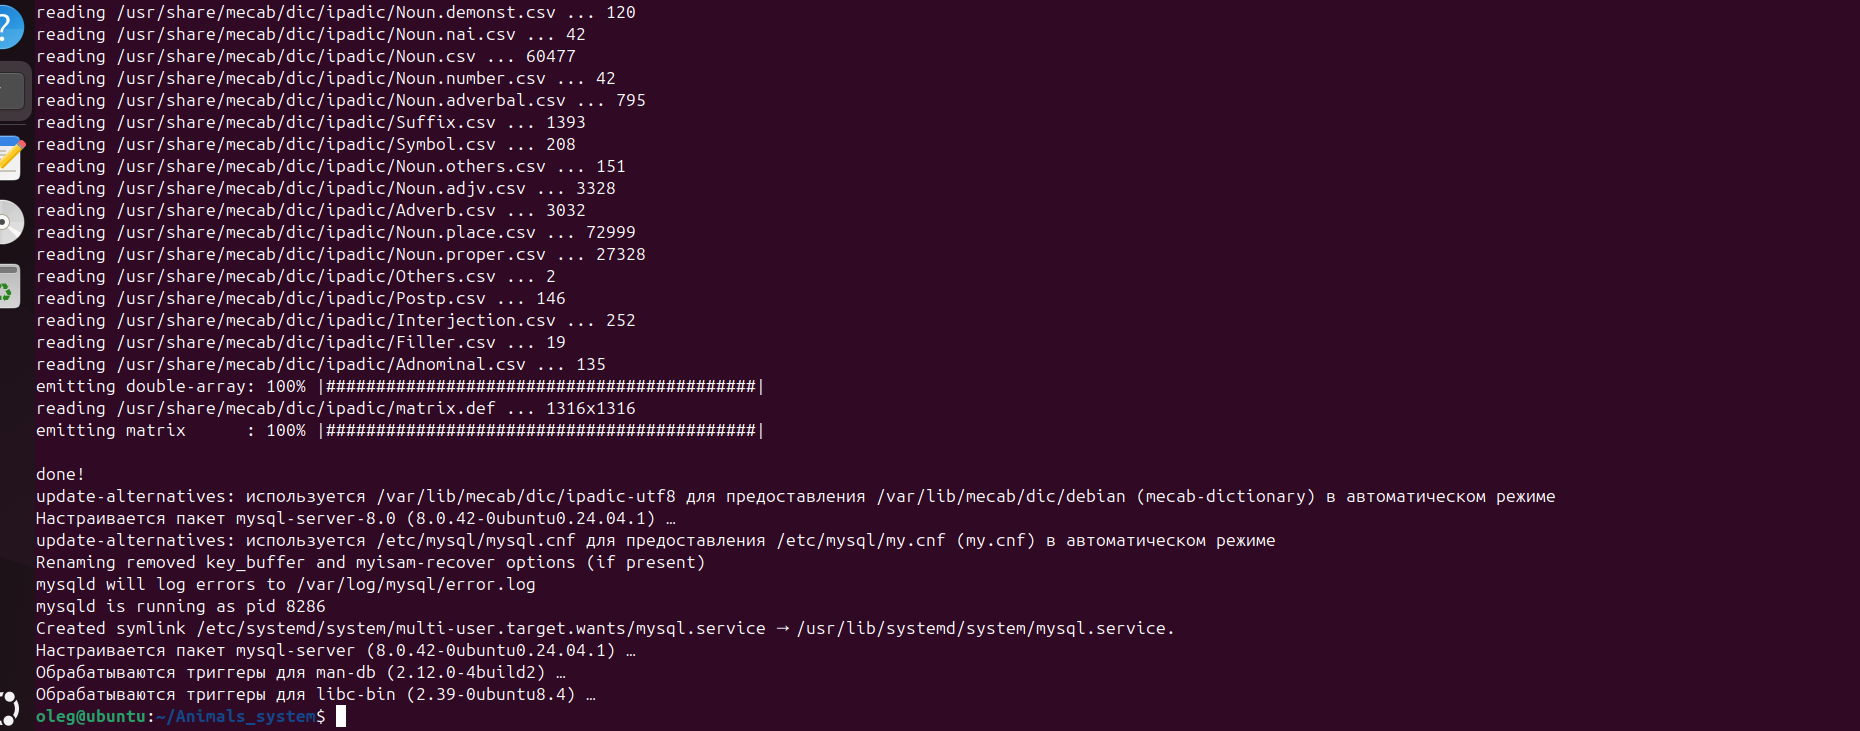 reading /usr/share/mecab/dic/ipadic/Noun.demonst.csv ... 120
reading /usr/share/mecab/dic/ipadic/Noun.nai.csv ... 42
reading /usr/share/mecab/dic/ipadic/Noun.csv ... 60477
reading /usr/share/mecab/dic/ipadic/Noun.number.csv ... 42
reading /usr/share/mecab/dic/ipadic/Noun.adverbal.csv ... 795
reading /usr/share/mecab/dic/ipadic/Suffix.csv ... 1393
reading /usr/share/mecab/dic/ipadic/Symbol.csv ... 208
reading /usr/share/mecab/dic/ipadic/Noun.others.csv ... 151
reading /usr/share/mecab/dic/ipadic/Noun.adjv.csv ... 3328
reading /usr/share/mecab/dic/ipadic/Adverb.csv ... 3032
reading /usr/share/mecab/dic/ipadic/Noun.place.csv ... 72999
reading /usr/share/mecab/dic/ipadic/Noun.proper.csv ... 27328
reading /usr/share/mecab/dic/ipadic/Others.csv ... 2
reading /usr/share/mecab/dic/ipadic/Postp.csv ... 146
reading /usr/share/mecab/dic/ipadic/Interjection.csv ... 252
reading /usr/share/mecab/dic/ipadic/Filler.csv ... 19
reading /usr/share/mecab/dic/ipadic/Adnominal.csv ... 135
emitting double-array: 100% |###########################################|
reading /usr/share/mecab/dic/ipadic/matrix.def ... 1316x1316
emitting matrix      : 100% |###########################################|

done!
update-alternatives: используется /var/lib/mecab/dic/ipadic-utf8 для предоставления /var/lib/mecab/dic/debian (mecab-dictionary) в автоматическом режиме
Настраивается пакет mysql-server-8.0 (8.0.42-0ubuntu0.24.04.1) …
update-alternatives: используется /etc/mysql/mysql.cnf для предоставления /etc/mysql/my.cnf (my.cnf) в автоматическом режиме
Renaming removed key_buffer and myisam-recover options (if present)
mysqld will log errors to /var/log/mysql/error.log
mysqld is running as pid 8286
Created symlink /etc/systemd/system/multi-user.target.wants/mysql.service → /usr/lib/systemd/system/mysql.service.
Настраивается пакет mysql-server (8.0.42-0ubuntu0.24.04.1) …
Обрабатываются триггеры для man-db (2.12.0-4build2) …
Обрабатываются триггеры для libc-bin (2.39-0ubuntu8.4) …
oleg@ubuntu:~/Animals_system$